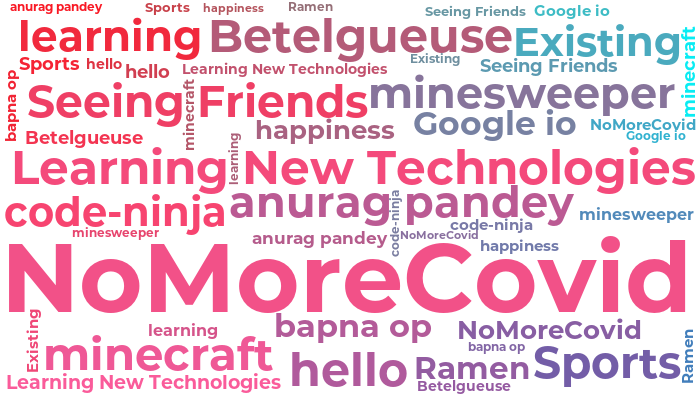 anurag pandey
Sports
happiness
Ramen
Seeing Friends
Google io
learning
Betelgueuse
Existing
minecraft
Sports
hello
hello
Learning New Technologies
Existing
Seeing Friends
bapna op
Seeing Friends
minecraft
minesweeper
happiness
Google io
NoMoreCovid
Google io
Betelgueuse
learning
Learning New Technologies
code-ninja
anurag pandey
code-ninja
minesweeper
minesweeper
anurag pandey
NoMoreCovid
code-ninja
happiness
NoMoreCovid
Existing
learning
bapna op
NoMoreCovid
minecraft
hello
bapna op
Ramen
Sports
Ramen
Learning New Technologies
Betelgueuse